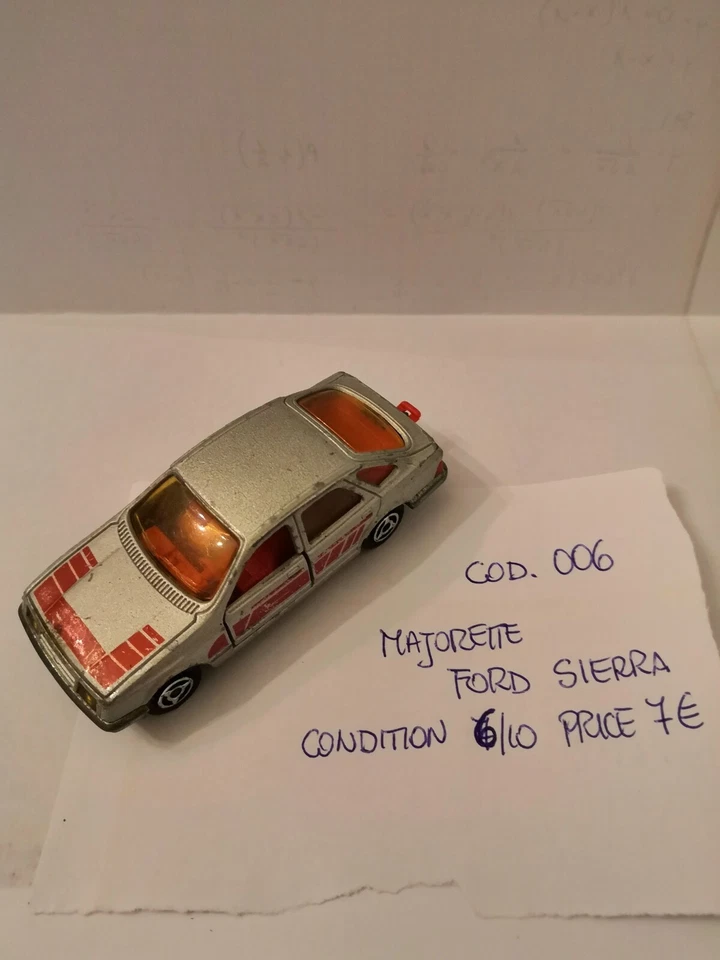 COD. 006
MAJORETTE
FORD SIERRA
CONDITION 6/10 PRICE 7€